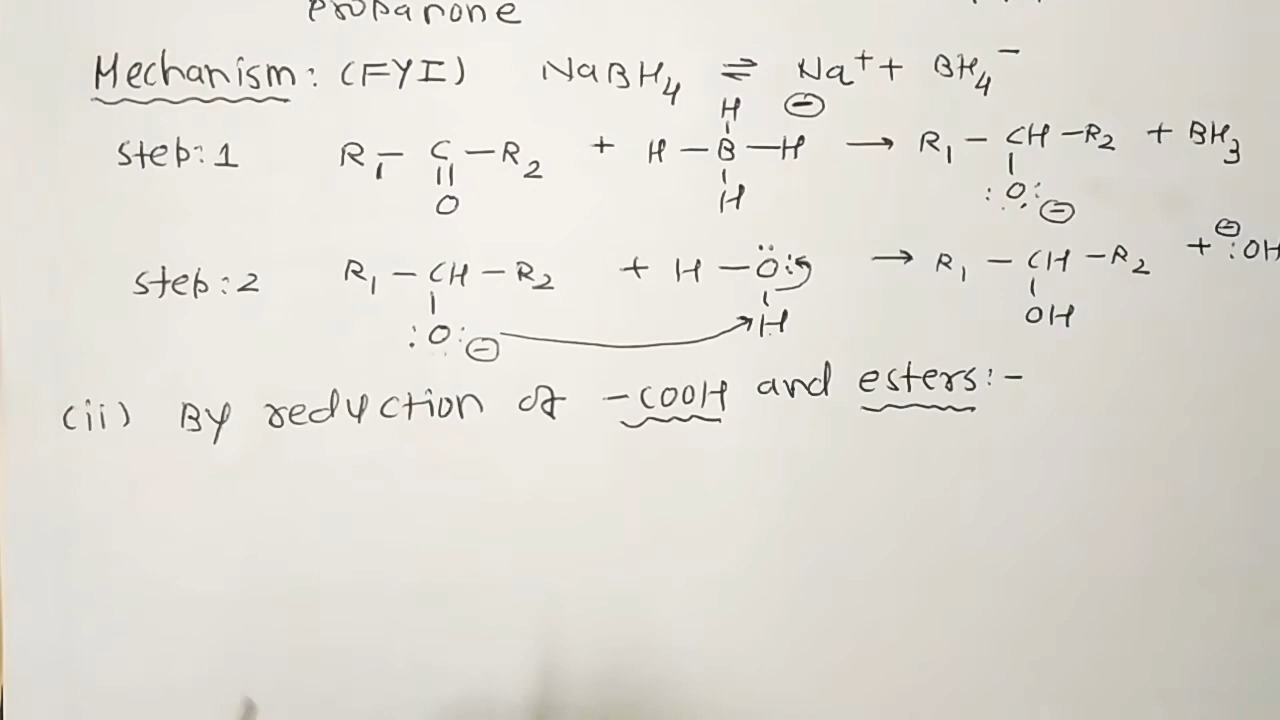 Propanone
Mechanism: (FYI) NaBH₄ ⇌ Na⁺ + BH₄⁻
Step: 1 R₁ – C – R₂ + H – B – H → R₁ – CH – R₂ + BH₃
|| O H H ⊖ | :O: ⊖
Step: 2 R₁ – CH – R₂ + H – O: → R₁ – CH – R₂ + ⊖:OH
| :O: ⊖ | H | OH
(ii) By reduction of -COOH and esters:-